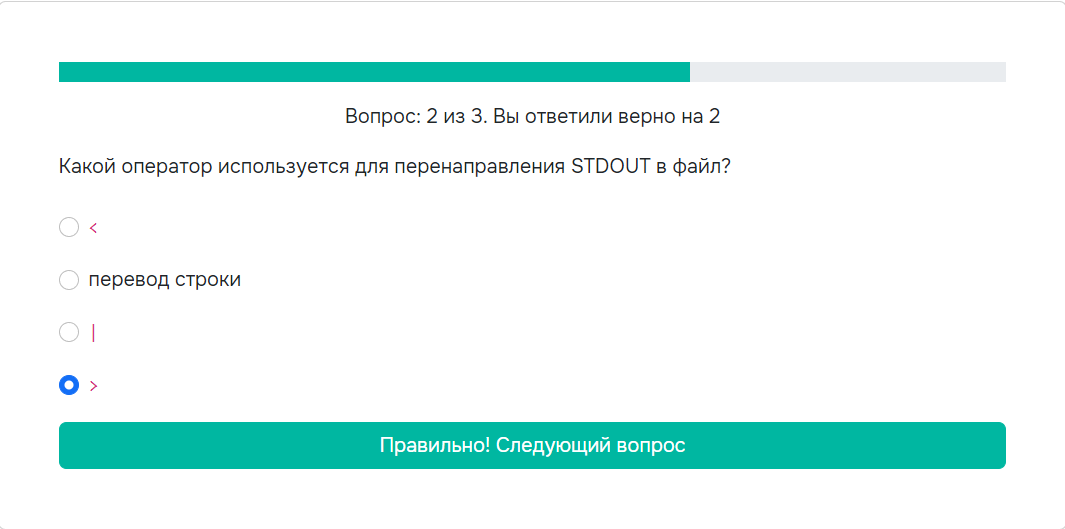 Вопрос: 2 из 3. Вы ответили верно на 2
Какой оператор используется для перенаправления STDOUT в файл?
<
перевод строки
|
>
Правильно! Следующий вопрос